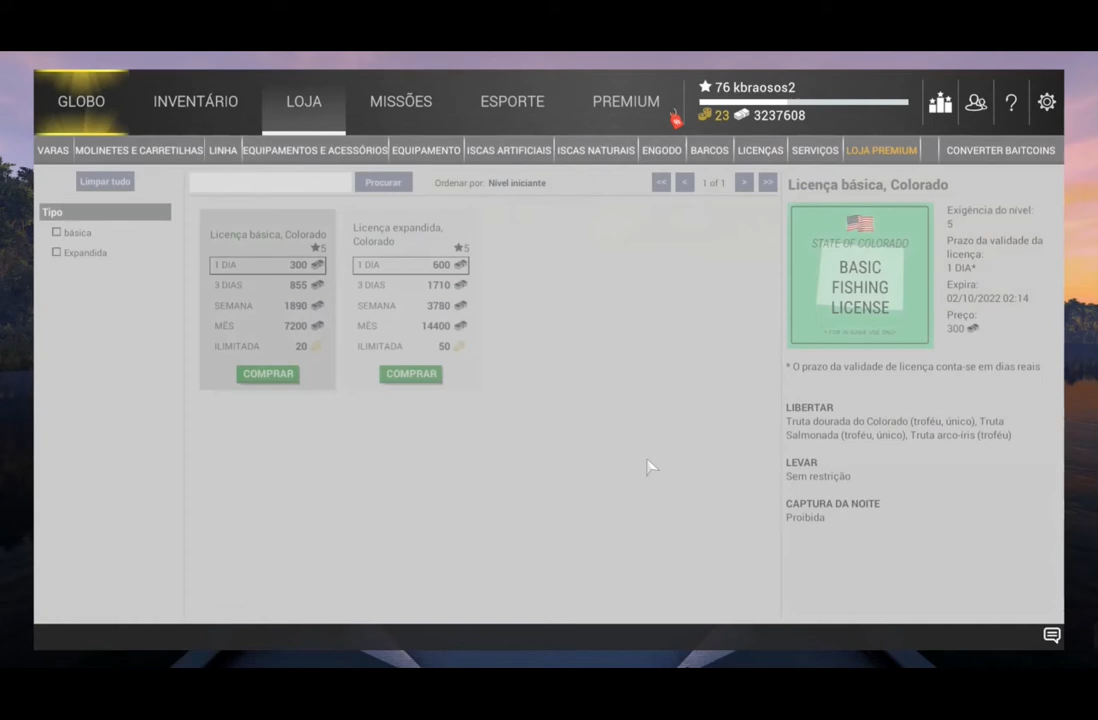 76 kbraosos2
GLOBO INVENTÁRIO LOJA MISSÕES ESPORTE PREMIUM
23 3237608
?
VARAS MOLINETES E CARRETILHAS LINHA EQUIPAMENTOS E ACESSÓRIOS EQUIPAMENTO ISCAS ARTIFICIAIS ISCAS NATURAIS ENGODO BARCOS LICENÇAS SERVIÇOS LOJA PREMIUM CONVERTER BAITCOINS
Limpar tudo
Procurar
Ordenar por: Nível iniciante
<< < 1 of 1 > >>
Tipo
básica
Expandida
Licença básica, Colorado
5
1 DIA 300
3 DIAS 855
SEMANA 1890
MÊS 7200
ILIMITADA 20
COMPRAR
Licença expandida,
Colorado
5
1 DIA 600
3 DIAS 1710
SEMANA 3780
MÊS 14400
ILIMITADA 50
COMPRAR
Licença básica, Colorado
STATE OF COLORADO
BASIC
FISHING
LICENSE
* FOR IN-GAME USE ONLY
Exigência do nível:
5
Prazo da validade da
licença:
1 DIA*
Expira:
02/10/2022 02:14
Preço:
300
* O prazo da validade de licença conta-se em dias reais
LIBERTAR
Truta dourada do Colorado (troféu, único), Truta
Salmonada (troféu, único), Truta arco-íris (troféu)
LEVAR
Sem restrição
CAPTURA DA NOITE
Proibida